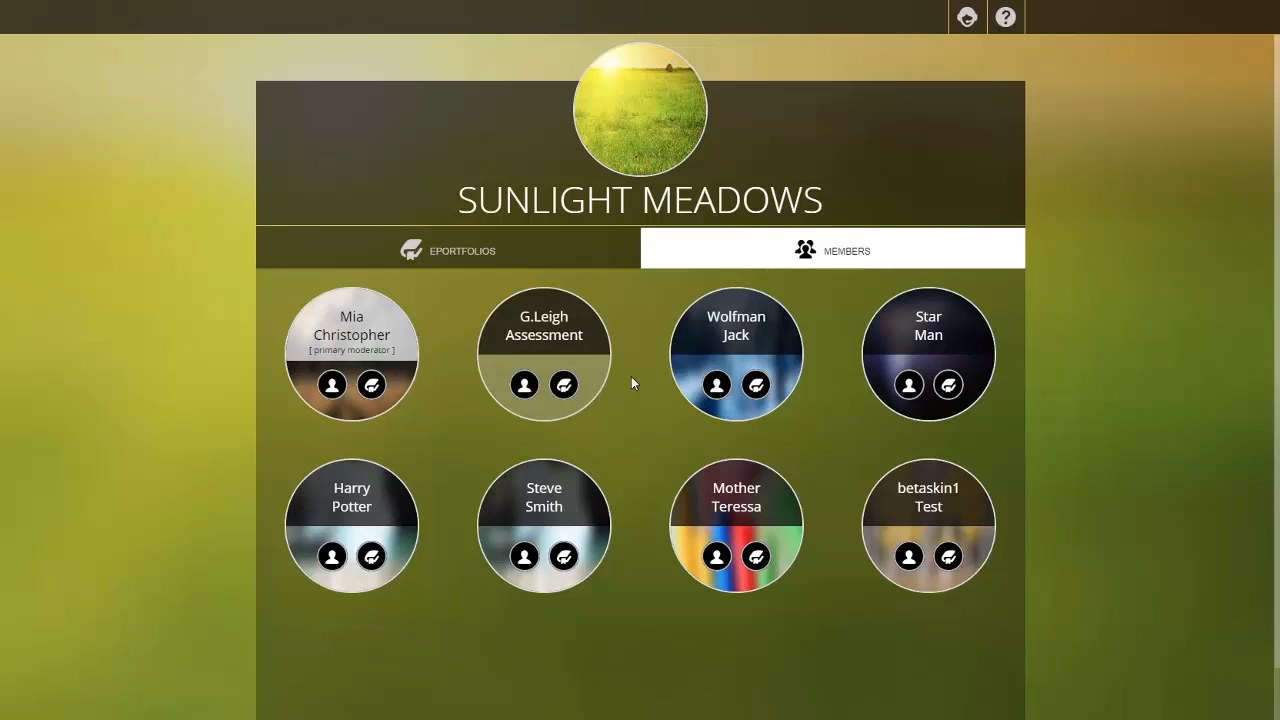 ?
SUNLIGHT MEADOWS
EPORTFOLIOS
MEMBERS
Mia
Christopher
[ primary moderator ]
G.Leigh
Assessment
Wolfman
Jack
Star
Man
Harry
Potter
Steve
Smith
Mother
Teressa
betaskin1
Test